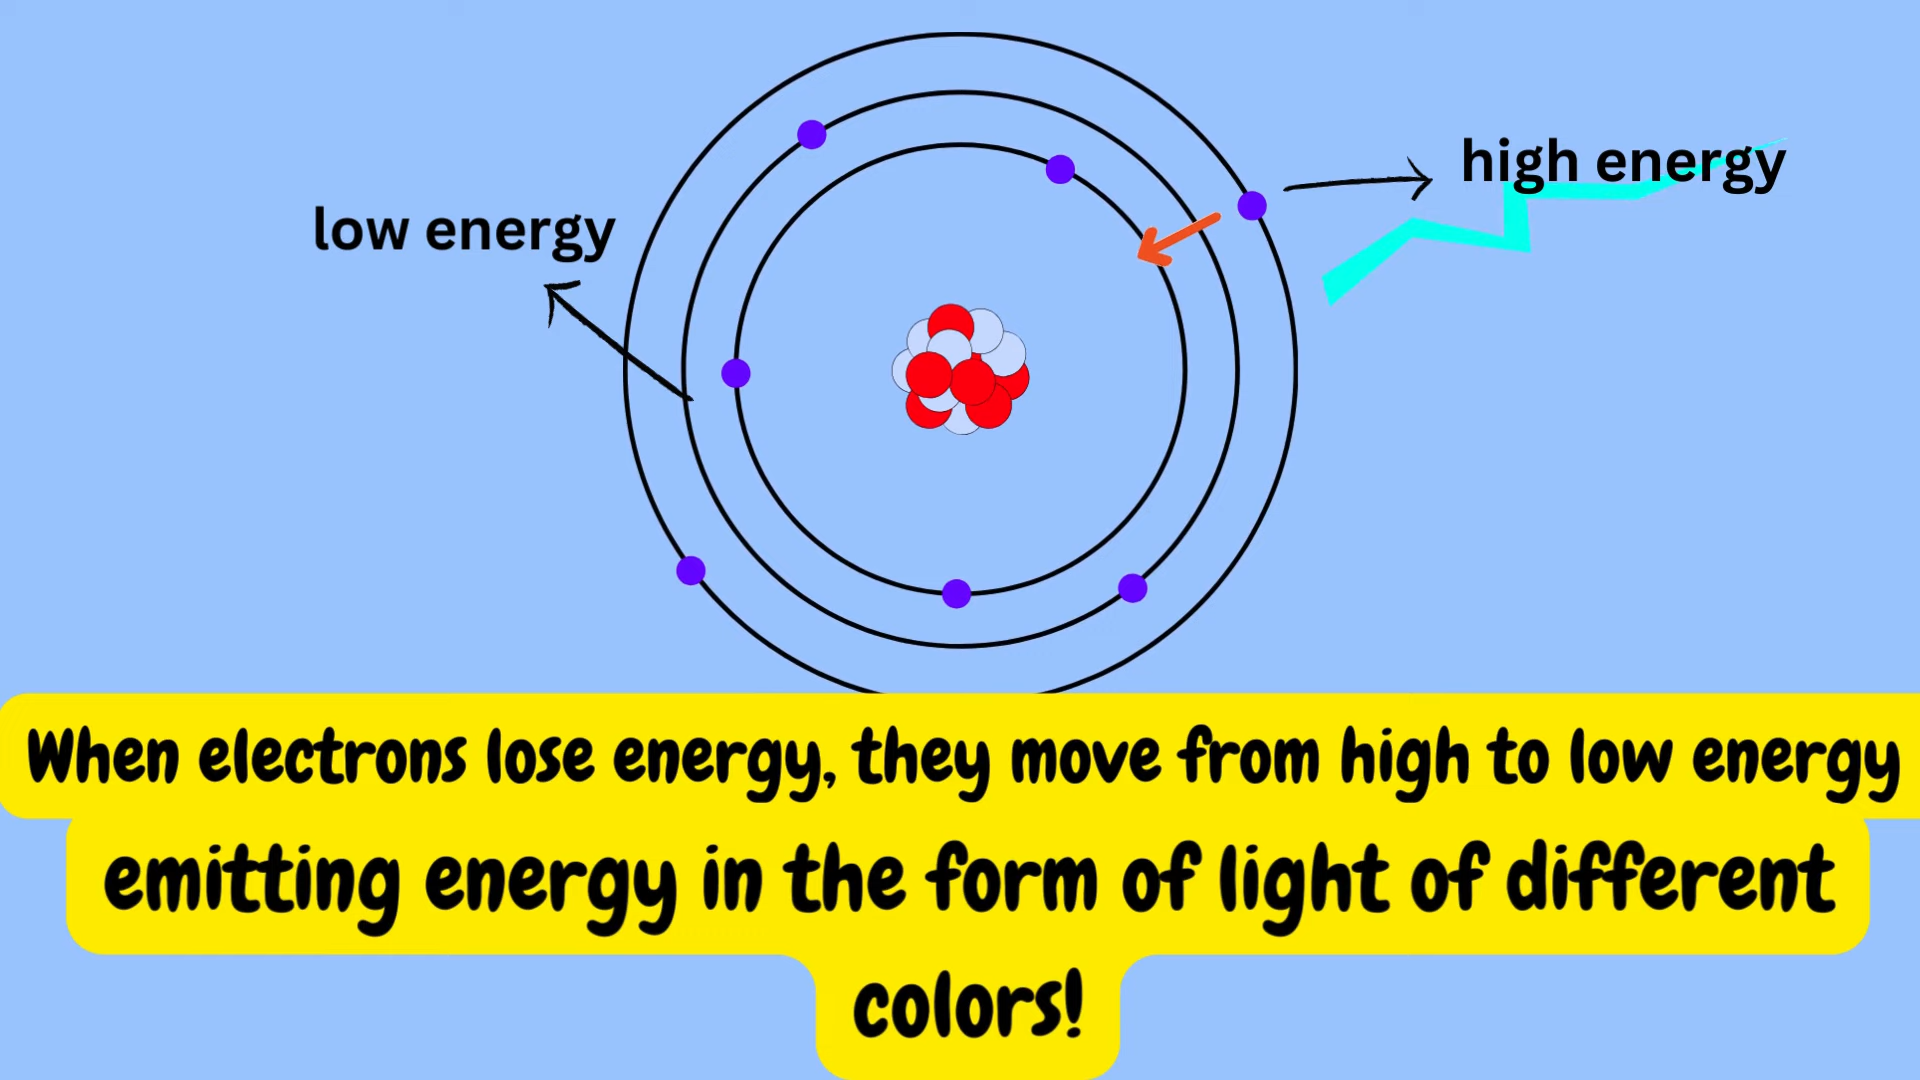 high energy
low energy
When electrons lose energy, they move from high to low energy
emitting energy in the form of light of different
colors!